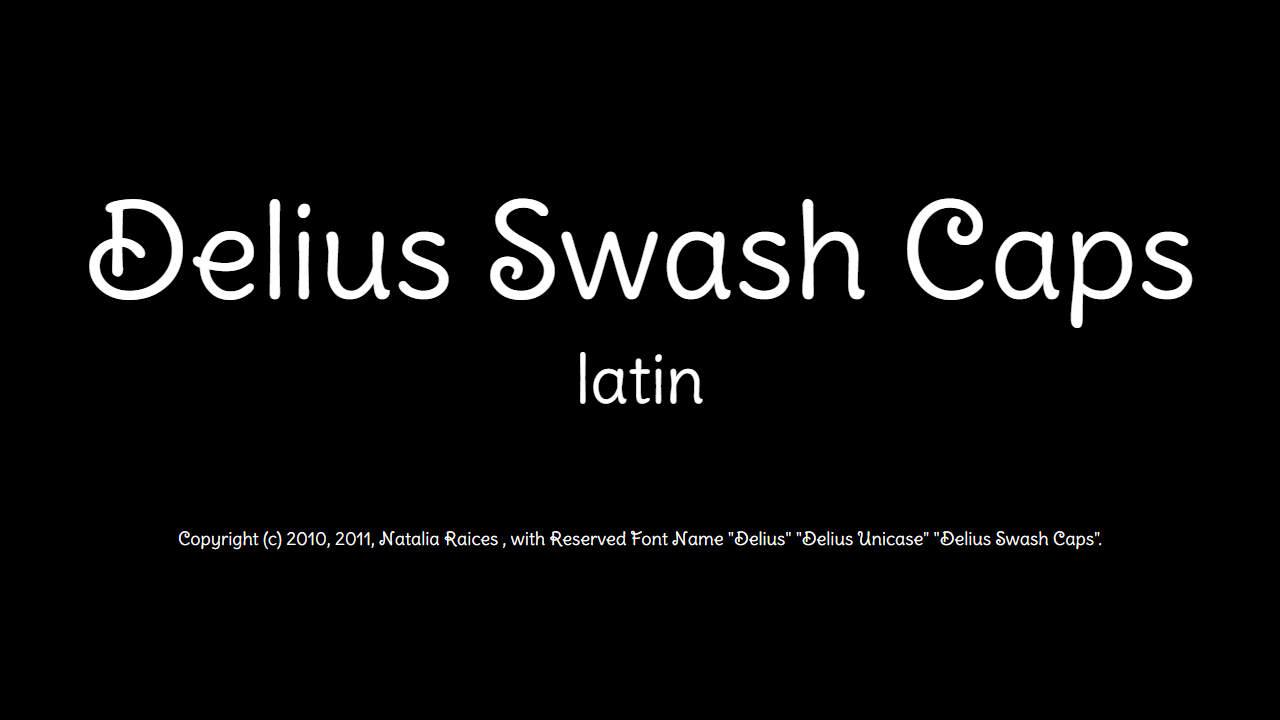 Delius Swash Caps
latin
Copyright (c) 2010, 2011, Natalia Raices , with Reserved Font Name "Delius" "Delius Unicase" "Delius Swash Caps".